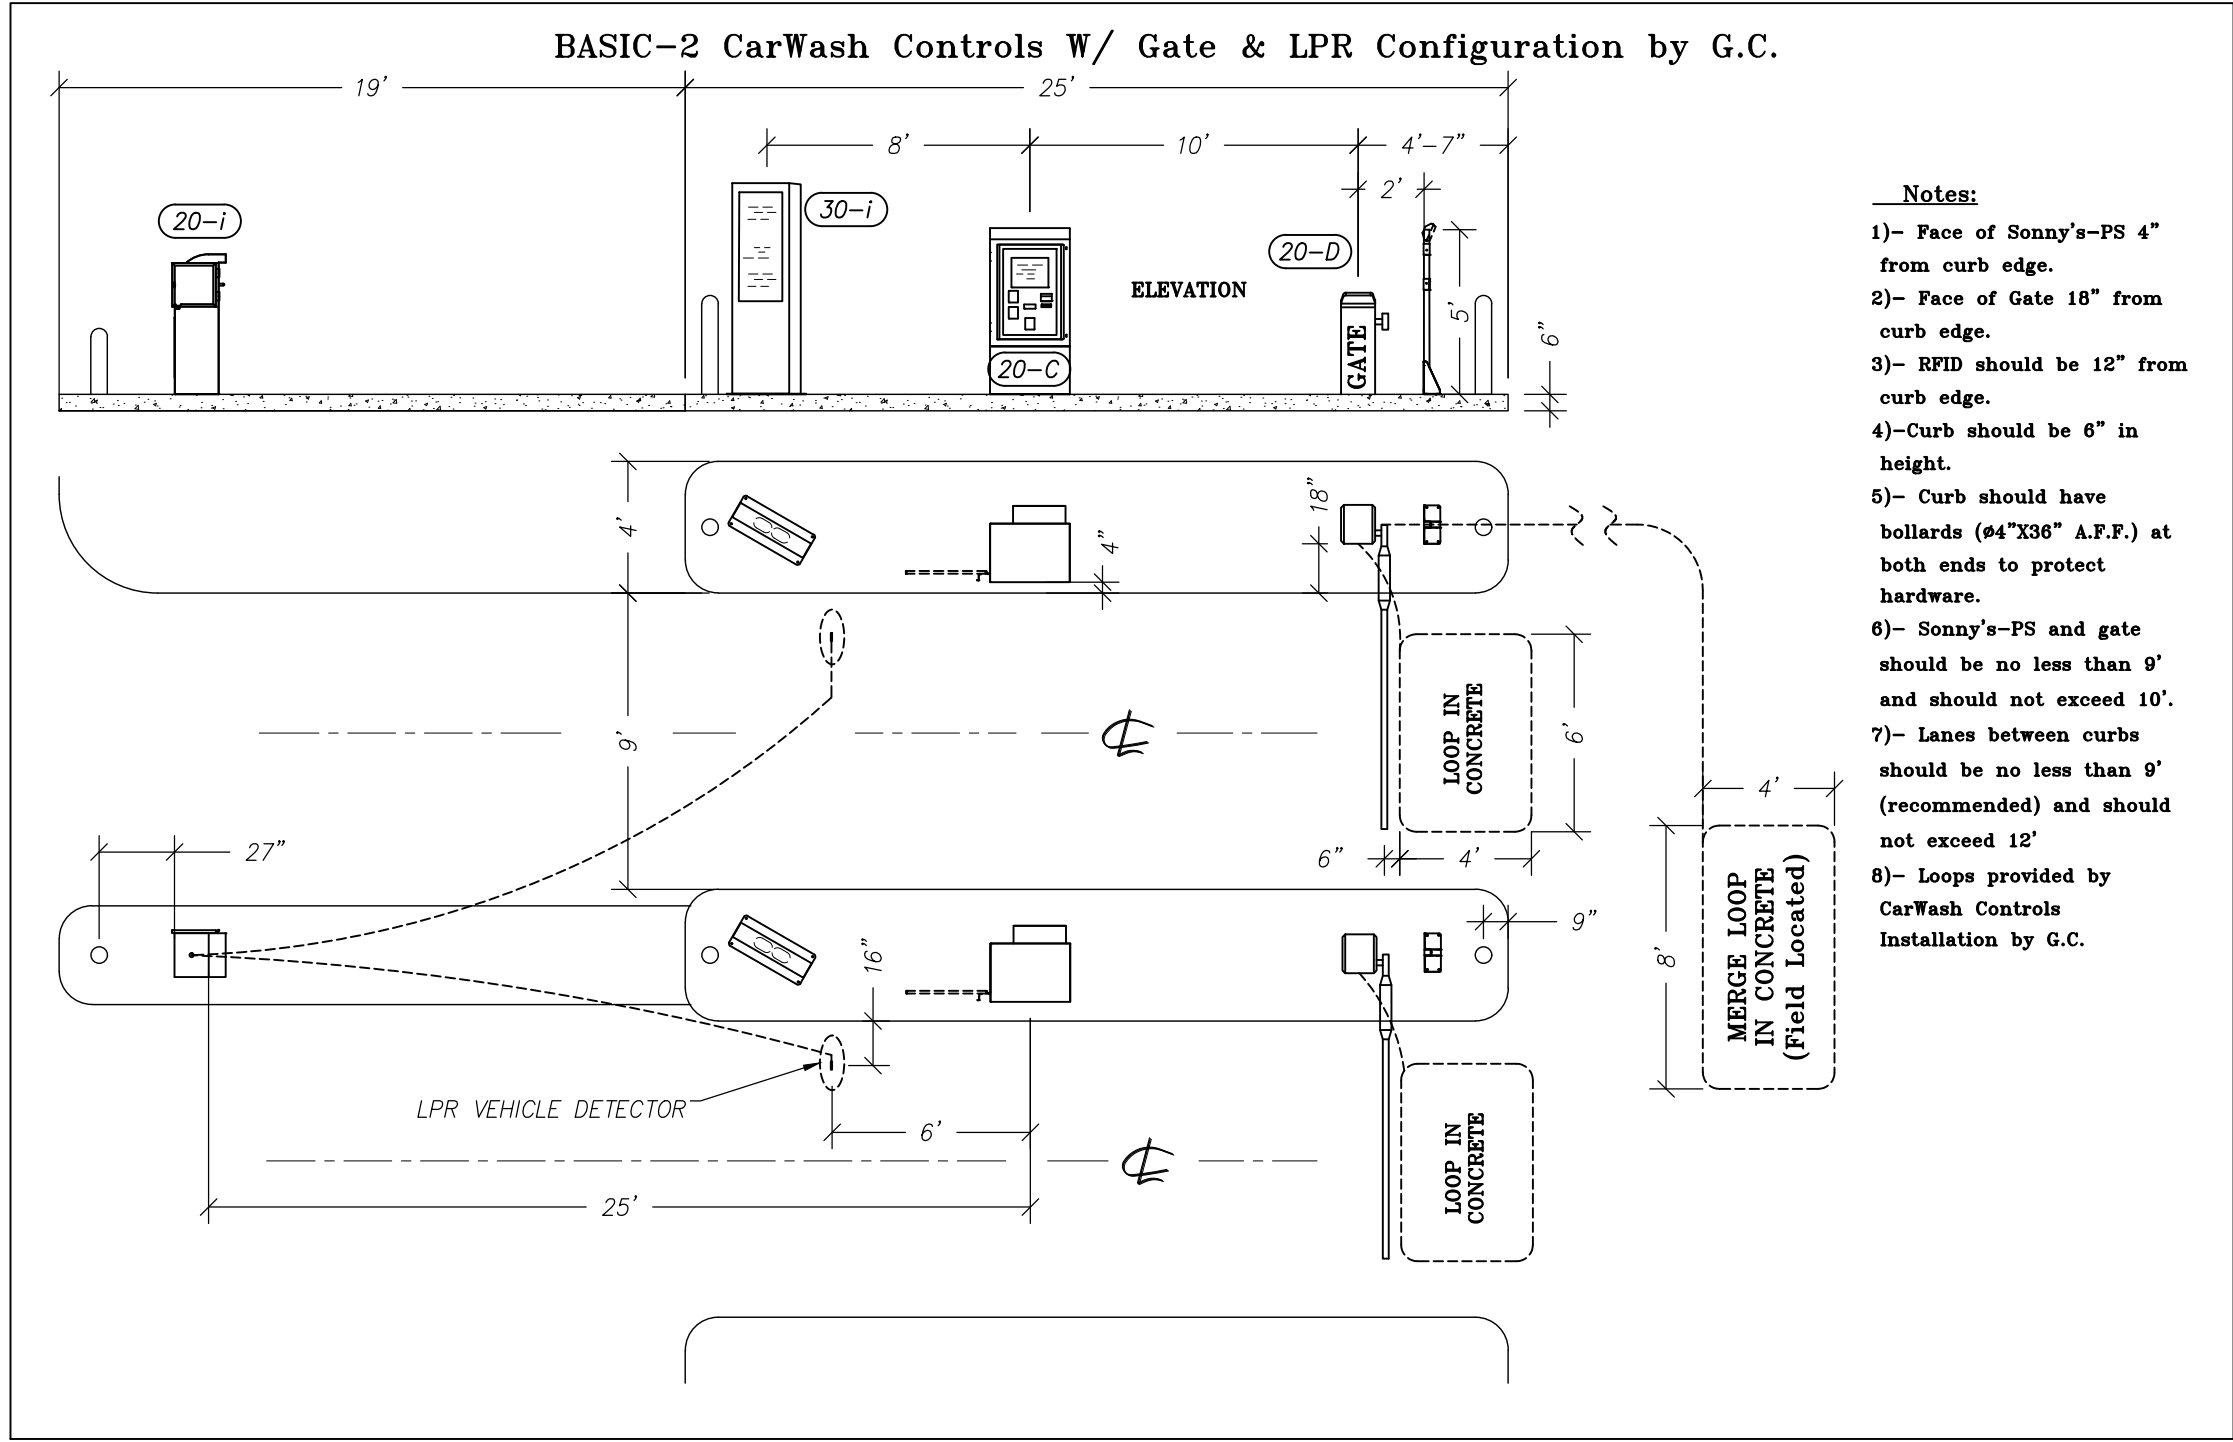 BASIC-2 CarWash Controls W/ Gate & LPR Configuration by G.C.
19'
25'
8'
10'
4'-7"
2'
20-i
30-i
20-C
20-D
ELEVATION
GATE
5'
6"
4'
18"
4"
9'
LOOP IN
CONCRETE
6'
6"
4'
27"
16"
9"
4'
8'
MERGE LOOP
IN CONCRETE
(Field Located)
LPR VEHICLE DETECTOR
6'
25'
LOOP IN
CONCRETE
Notes:
1)- Face of Sonny's-PS 4"
from curb edge.
2)- Face of Gate 18" from
curb edge.
3)- RFID should be 12" from
curb edge.
4)-Curb should be 6" in
height.
5)- Curb should have
bollards (ø4"X36" A.F.F.) at
both ends to protect
hardware.
6)- Sonny's-PS and gate
should be no less than 9'
and should not exceed 10'.
7)- Lanes between curbs
should be no less than 9'
(recommended) and should
not exceed 12'
8)- Loops provided by
CarWash Controls
Installation by G.C.